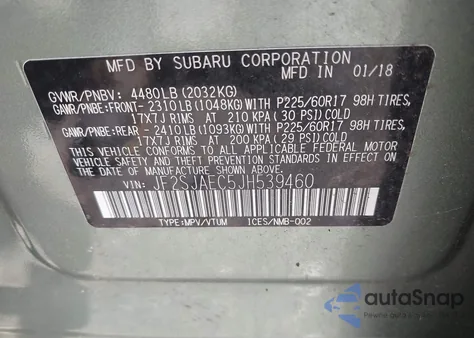 MFD BY SUBARU CORPORATION
MFD IN 01/18
GVWR/PNBV: 4480LB(2032KG)
GAWR/PNBE:FRONT- 2310LB(1048KG)WITH P225/60R17 98H TIRES,
17X7J RIMS AT 210 KPA(30 PSI)COLD
GAWR/PNBE:REAR - 2410LB(1093KG)WITH P225/60R17 98H TIRES,
17X7J RIMS AT 200 KPA(29 PSI)COLD
THIS VEHICLE CONFORMS TO ALL APPLICABLE FEDERAL MOTOR
VEHICLE SAFETY AND BUMPER STANDARDS IN EFFECT ON
THE DATE OF MANUFACTURE SHOWN ABOVE.
VIN: JF2SJAEC5JH539460
TYPE:MPV/VTUM ICES/NMB-002
autoSnap